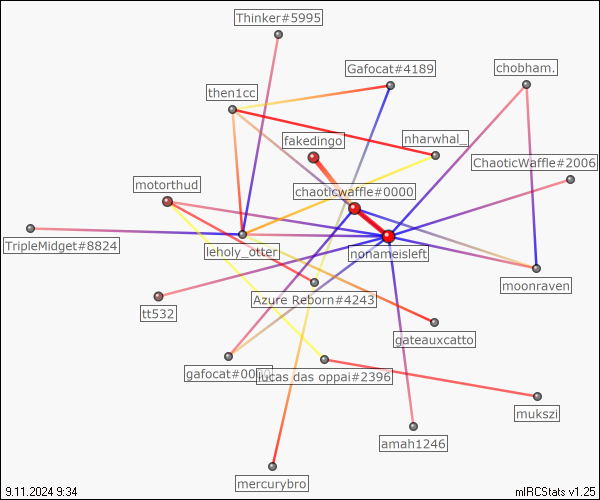 Thinker#5995
Gafocat#4189
chobham.
then1cc
fakedingo
nharwhal_
ChaoticWaffle#2006
motorthud
chaoticwaffle#0000
TripleMidget#8824
leholy_otter
nonameisleft
moonraven
Azure Reborn#4243
tt532
gateauxcatto
gafocat#00
lucas das oppai#2396
mukszi
amah1246
mercurybro
9.11.2024 9:34
mIRCStats v1.25